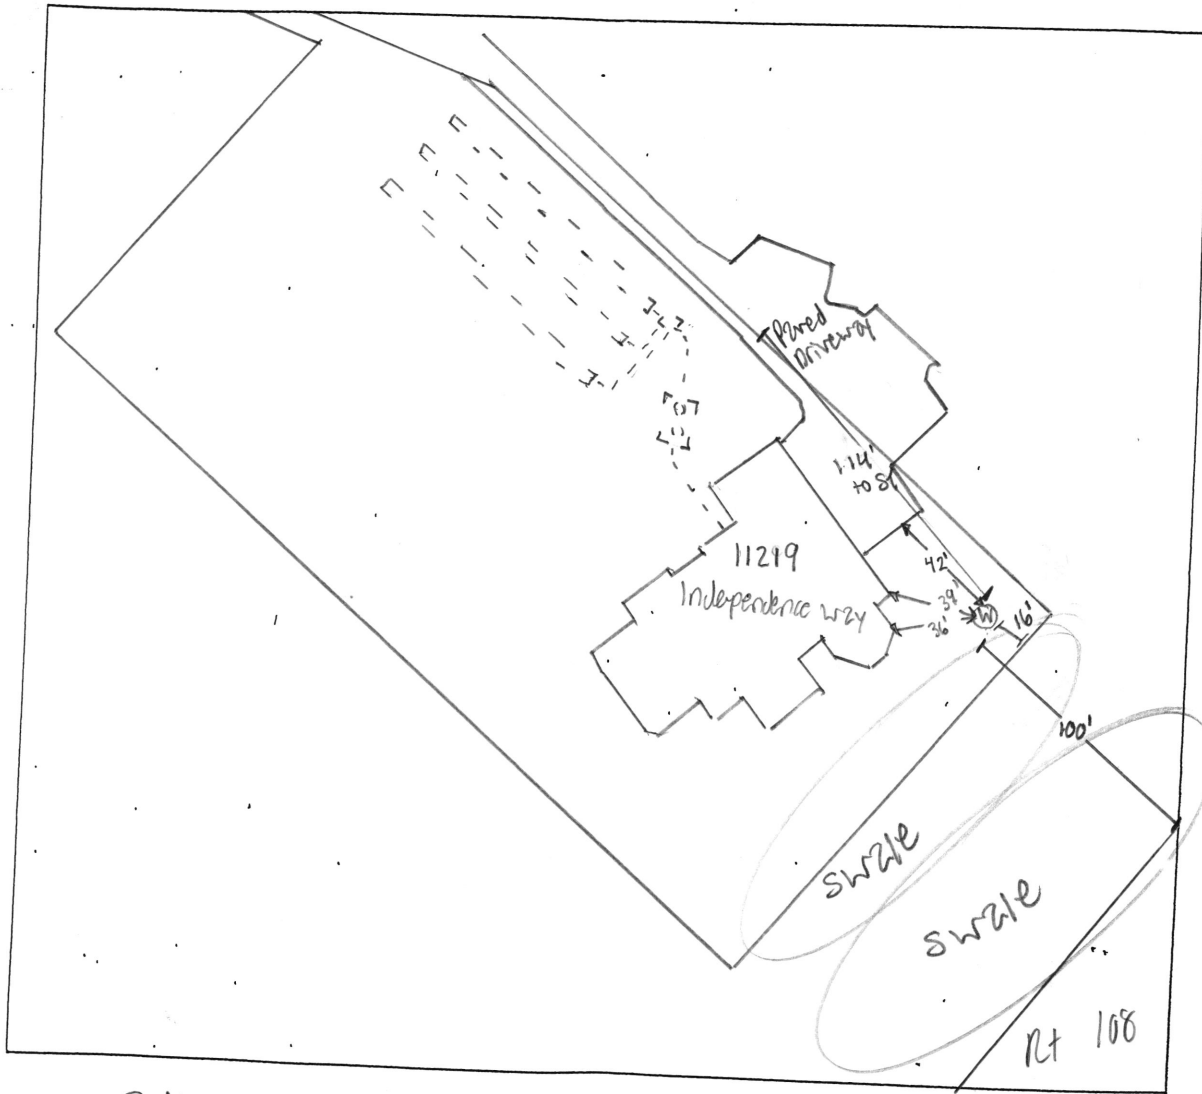 Paved
Driveway
114'
to S
42'
39'
36'
W
16'
11219
Independence Way
100'
swale
swale
Rt 108